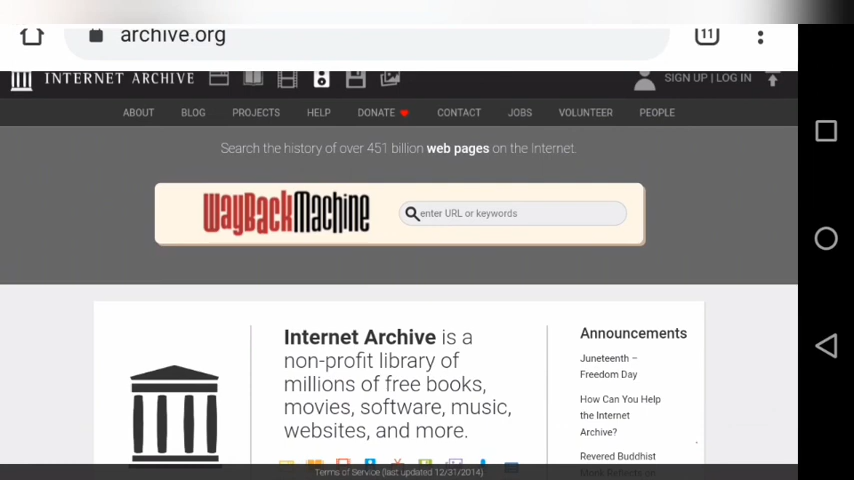 archive.org
11
INTERNET ARCHIVE
SIGN UP | LOG IN
ABOUT BLOG PROJECTS HELP DONATE CONTACT JOBS VOLUNTEER PEOPLE
Search the history of over 451 billion web pages on the Internet.
WayBackMachine
enter URL or keywords
Internet Archive is a
non-profit library of
millions of free books,
movies, software, music,
websites, and more.
Announcements
Juneteenth –
Freedom Day
How Can You Help
the Internet
Archive?
Revered Buddhist
Monk Reflects on
Terms of Service (last updated 12/31/2014)